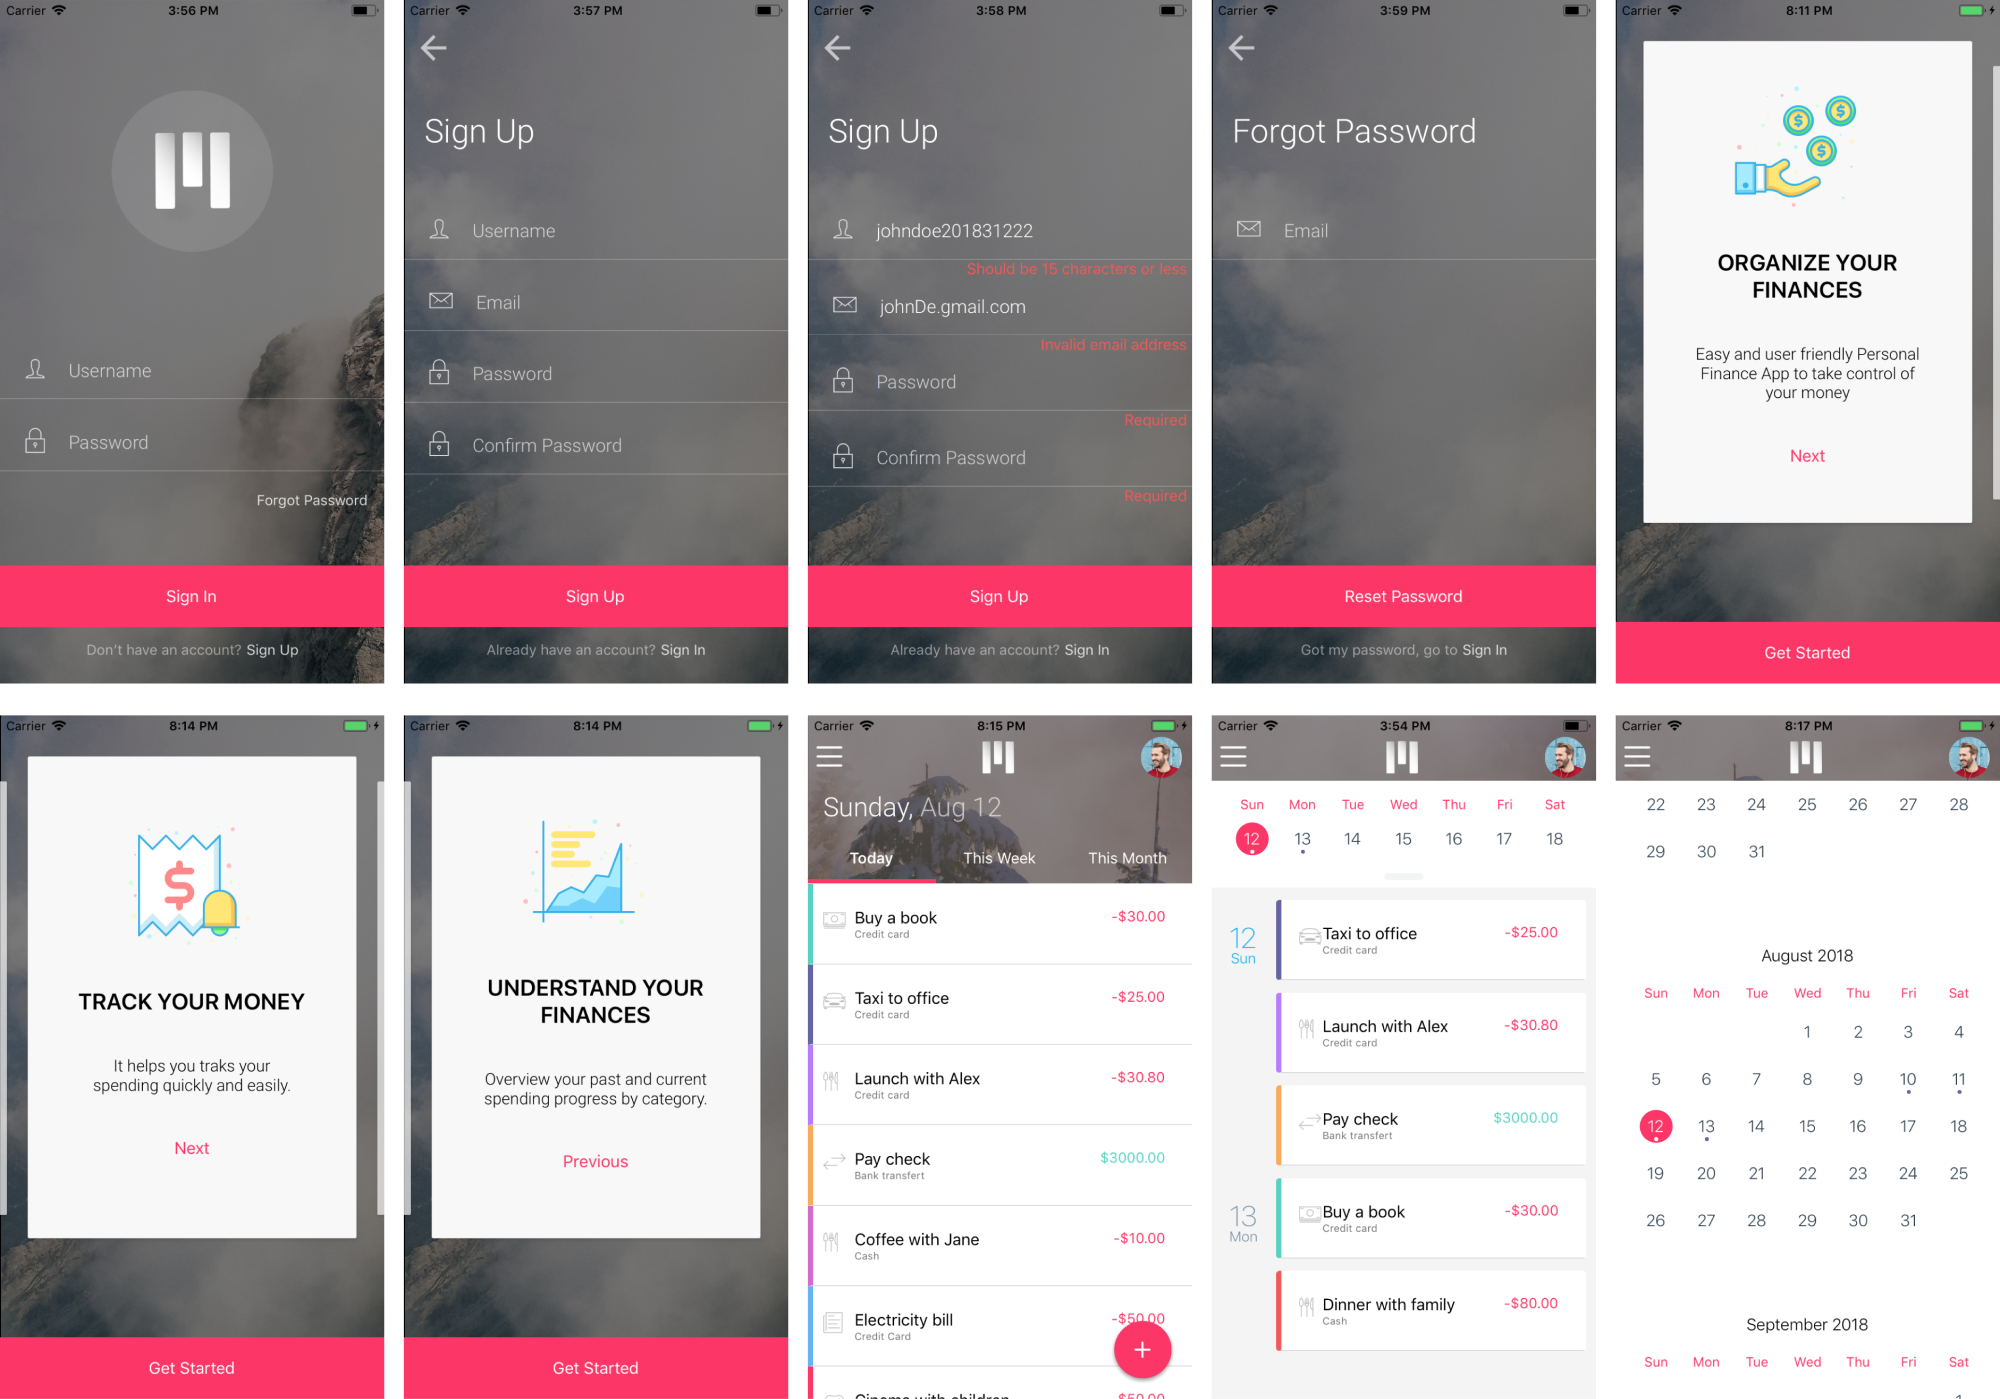 Carrier 3:56 PM
Username
Password
Forgot Password
Sign In
Don't have an account? Sign Up
Carrier 3:57 PM
Sign Up
Username
Email
Password
Confirm Password
Sign Up
Already have an account? Sign In
Carrier 3:58 PM
Sign Up
johndoe201831222
Should be 15 characters or less
johnDe.gmail.com
Invalid email address
Password
Required
Confirm Password
Required
Sign Up
Already have an account? Sign In
Carrier 3:59 PM
Forgot Password
Email
Reset Password
Got my password, go to Sign In
Carrier 8:11 PM
ORGANIZE YOUR
FINANCES
Easy and user friendly Personal
Finance App to take control of
your money
Next
Get Started
Carrier 8:14 PM
$
TRACK YOUR MONEY
It helps you traks your
spending quickly and easily.
Next
Get Started
Carrier 8:14 PM
UNDERSTAND YOUR
FINANCES
Overview your past and current
spending progress by category.
Previous
Get Started
Carrier 8:15 PM
Sunday, Aug 12
Today This Week This Month
Buy a book -$30.00
Credit card
Taxi to office -$25.00
Credit card
Launch with Alex -$30.80
Credit card
Pay check $3000.00
Bank transfert
Coffee with Jane -$10.00
Cash
Electricity bill -$50.00
Credit Card
+
Cinema with children -$50.00
Carrier 3:54 PM
Sun Mon Tue Wed Thu Fri Sat
12 13 14 15 16 17 18
12
Sun
Taxi to office -$25.00
Credit card
Launch with Alex -$30.80
Credit card
Pay check $3000.00
Bank transfert
13
Mon
Buy a book -$30.00
Credit card
Dinner with family -$80.00
Cash
Carrier 8:17 PM
22 23 24 25 26 27 28
29 30 31
August 2018
Sun Mon Tue Wed Thu Fri Sat
1 2 3 4
5 6 7 8 9 10 11
12 13 14 15 16 17 18
19 20 21 22 23 24 25
26 27 28 29 30 31
September 2018
Sun Mon Tue Wed Thu Fri Sat
1